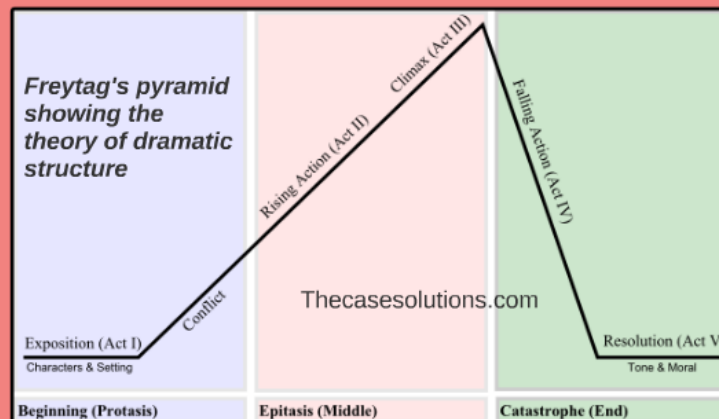 Freytag's pyramid
showing the
theory of dramatic
structure
Climax (Act III)
Rising Action (Act II)
Falling Action (Act IV)
Conflict
Thecasesolutions.com
Exposition (Act I)
Characters & Setting
Resolution (Act V
Tone & Moral
Beginning (Protasis)
Epitasis (Middle)
Catastrophe (End)